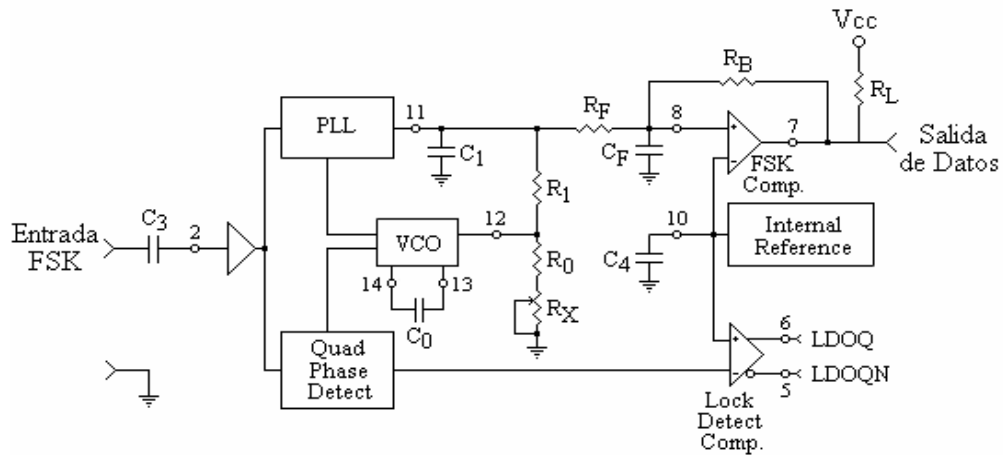 Vcc
R_B
R_L
R_F
8
7
PLL
11
C_1
C_F
FSK
Comp.
Salida
de Datos
R_1
Entrada
FSK
C_3
2
VCO
12
10
Internal
Reference
R_0
C_4
14
13
C_0
R_X
Quad
Phase
Detect
6
LDOQ
5
LDOQN
Lock
Detect
Comp.